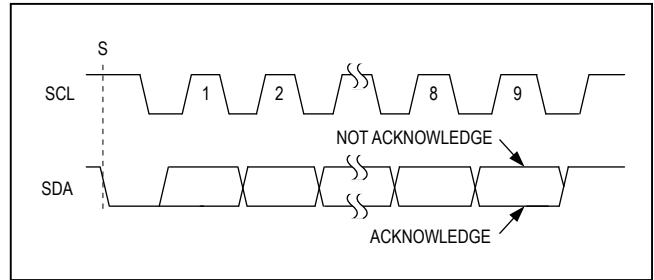 S
SCL 1 2 8 9
NOT ACKNOWLEDGE
SDA
ACKNOWLEDGE